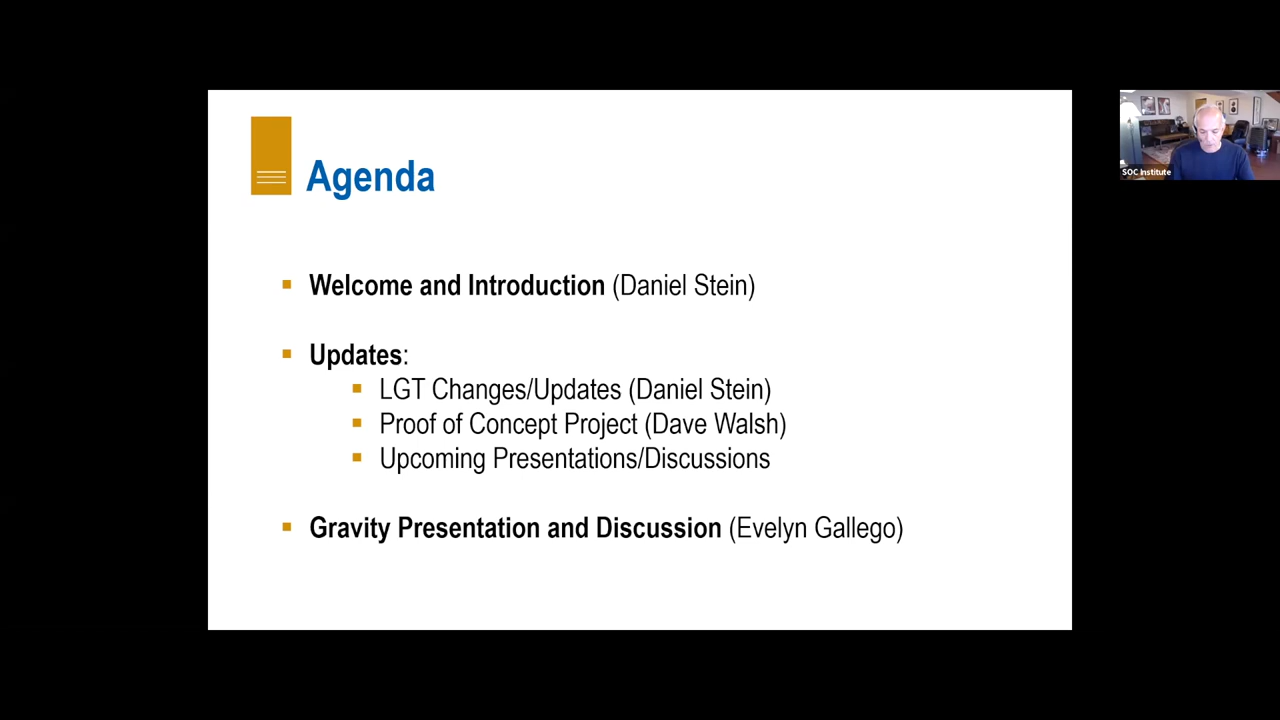 Agenda
Welcome and Introduction (Daniel Stein)
Updates:
LGT Changes/Updates (Daniel Stein)
Proof of Concept Project (Dave Walsh)
Upcoming Presentations/Discussions
Gravity Presentation and Discussion (Evelyn Gallego)
SOC Institute